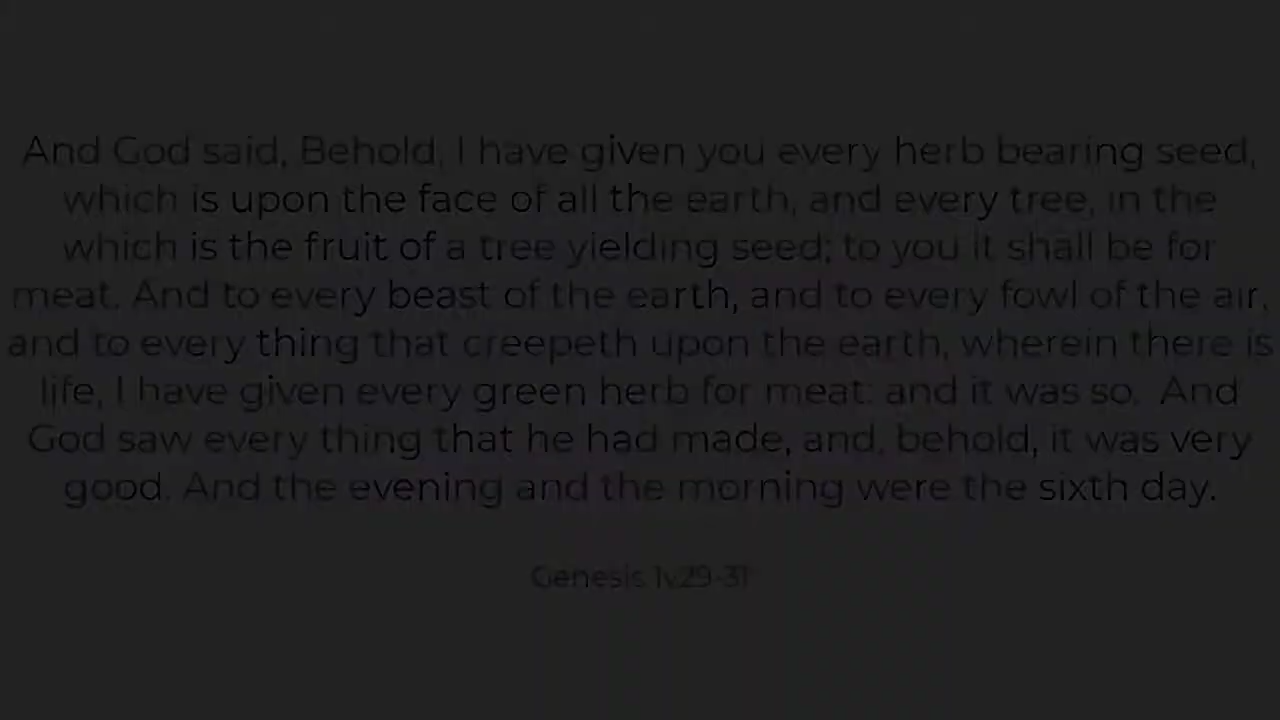 And God said, Behold, I have given you every herb bearing seed,
which is upon the face of all the earth, and every tree, in the
which is the fruit of a tree yielding seed; to you it shall be for
meat. And to every beast of the earth, and to every fowl of the air,
and to every thing that creepeth upon the earth, wherein there is
life, I have given every green herb for meat: and it was so. And
God saw every thing that he had made, and, behold, it was very
good. And the evening and the morning were the sixth day.
Genesis 1v29-31